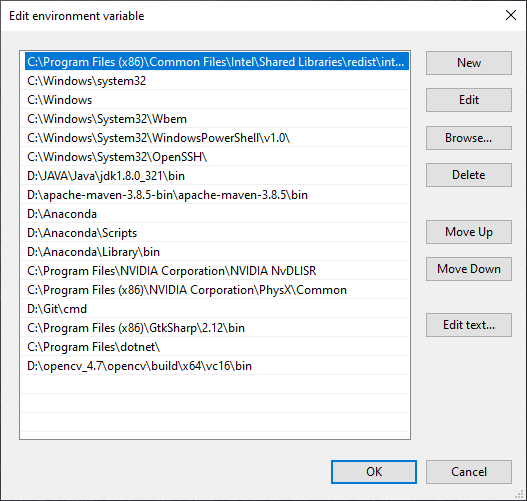 Edit environment variable
C:\Program Files (x86)\Common Files\Intel\Shared Libraries\redist\int...
C:\Windows\system32
C:\Windows
C:\Windows\System32\Wbem
C:\Windows\System32\WindowsPowerShell\v1.0\
C:\Windows\System32\OpenSSH\
D:\JAVA\Java\jdk1.8.0_321\bin
D:\apache-maven-3.8.5-bin\apache-maven-3.8.5\bin
D:\Anaconda
D:\Anaconda\Scripts
D:\Anaconda\Library\bin
C:\Program Files\NVIDIA Corporation\NVIDIA NvDLISR
C:\Program Files (x86)\NVIDIA Corporation\PhysX\Common
D:\Git\cmd
C:\Program Files (x86)\GtkSharp\2.12\bin
C:\Program Files\dotnet\
D:\opencv_4.7\opencv\build\x64\vc16\bin
New
Edit
Browse...
Delete
Move Up
Move Down
Edit text...
OK
Cancel